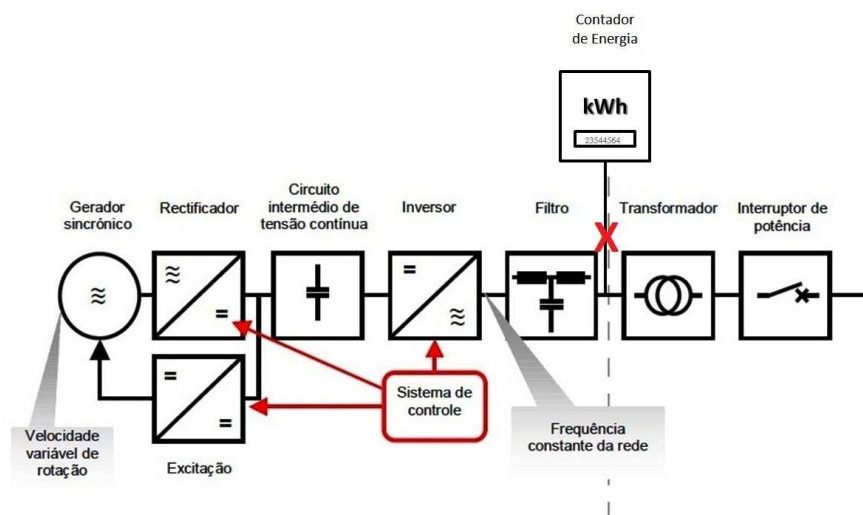 Contador
de Energia
kWh
23544564
Gerador
sincrónico
Rectificador
Circuito
intermédio de
tensão contínua
Inversor
Filtro
Transformador
Interruptor de
potência
X
Sistema de
controle
Velocidade
variável de
rotação
Excitação
Frequência
constante da rede